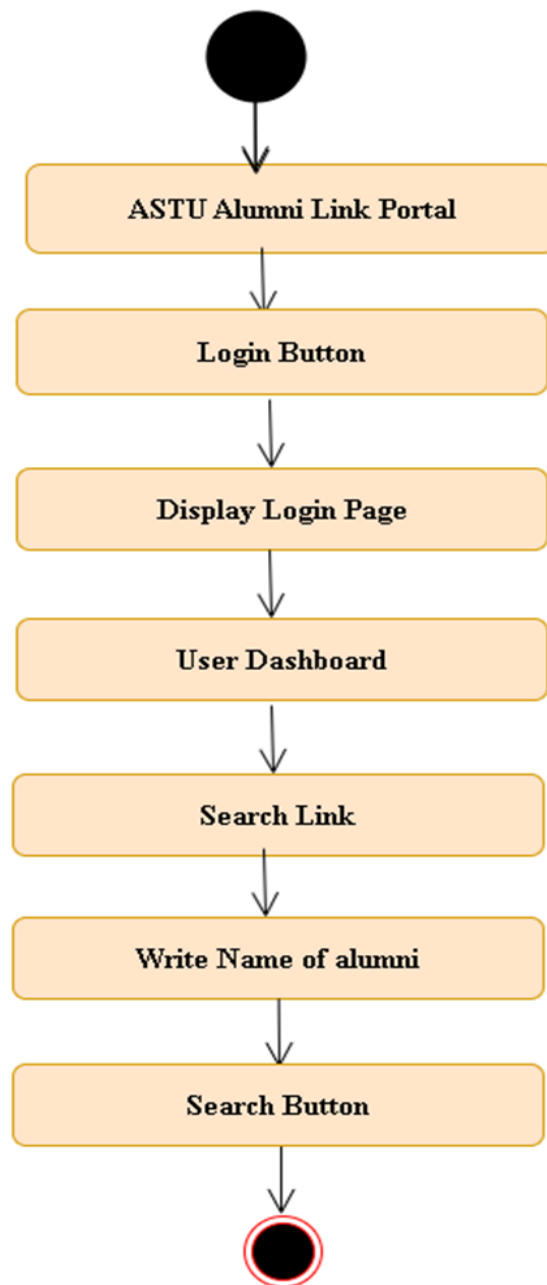 ASTU Alumni Link Portal
Login Button
Display Login Page
User Dashboard
Search Link
Write Name of alumni
Search Button